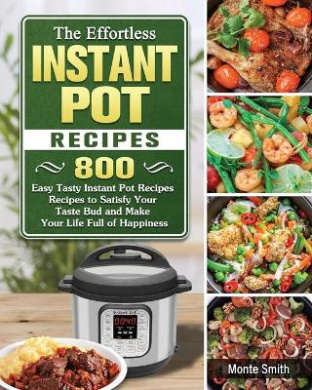 The Effortless
INSTANT
POT
RECIPES
800
Easy Tasty Instant Pot Recipes
Recipes to Satisfy Your
Taste Bud and Make
Your Life Full of Happiness
Monte Smith